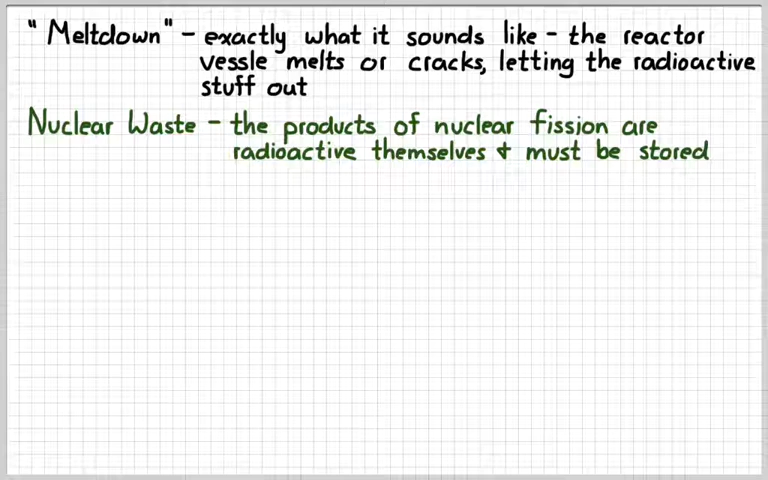 "Meltdown" - exactly what it sounds like - the reactor
vessle melts or cracks, letting the radioactive
stuff out
Nuclear Waste - the products of nuclear fission are
radioactive themselves & must be stored